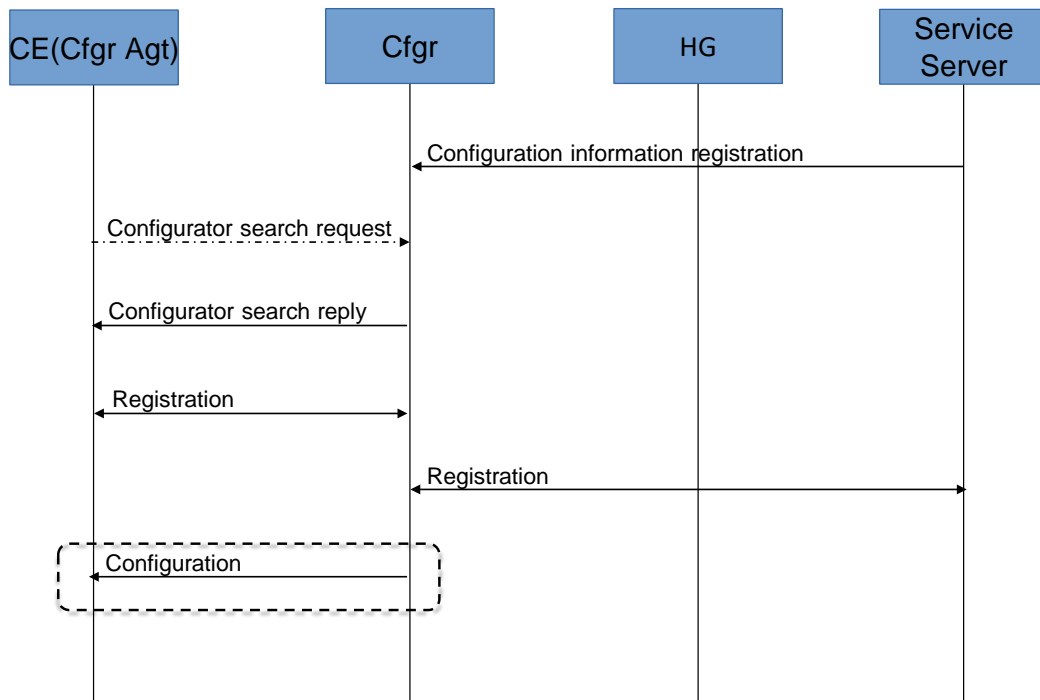 CE(Cfgr Agt)
Cfgr
HG
Service
Server
Configuration information registration
Configurator search request
Configurator search reply
Registration
Registration
Configuration